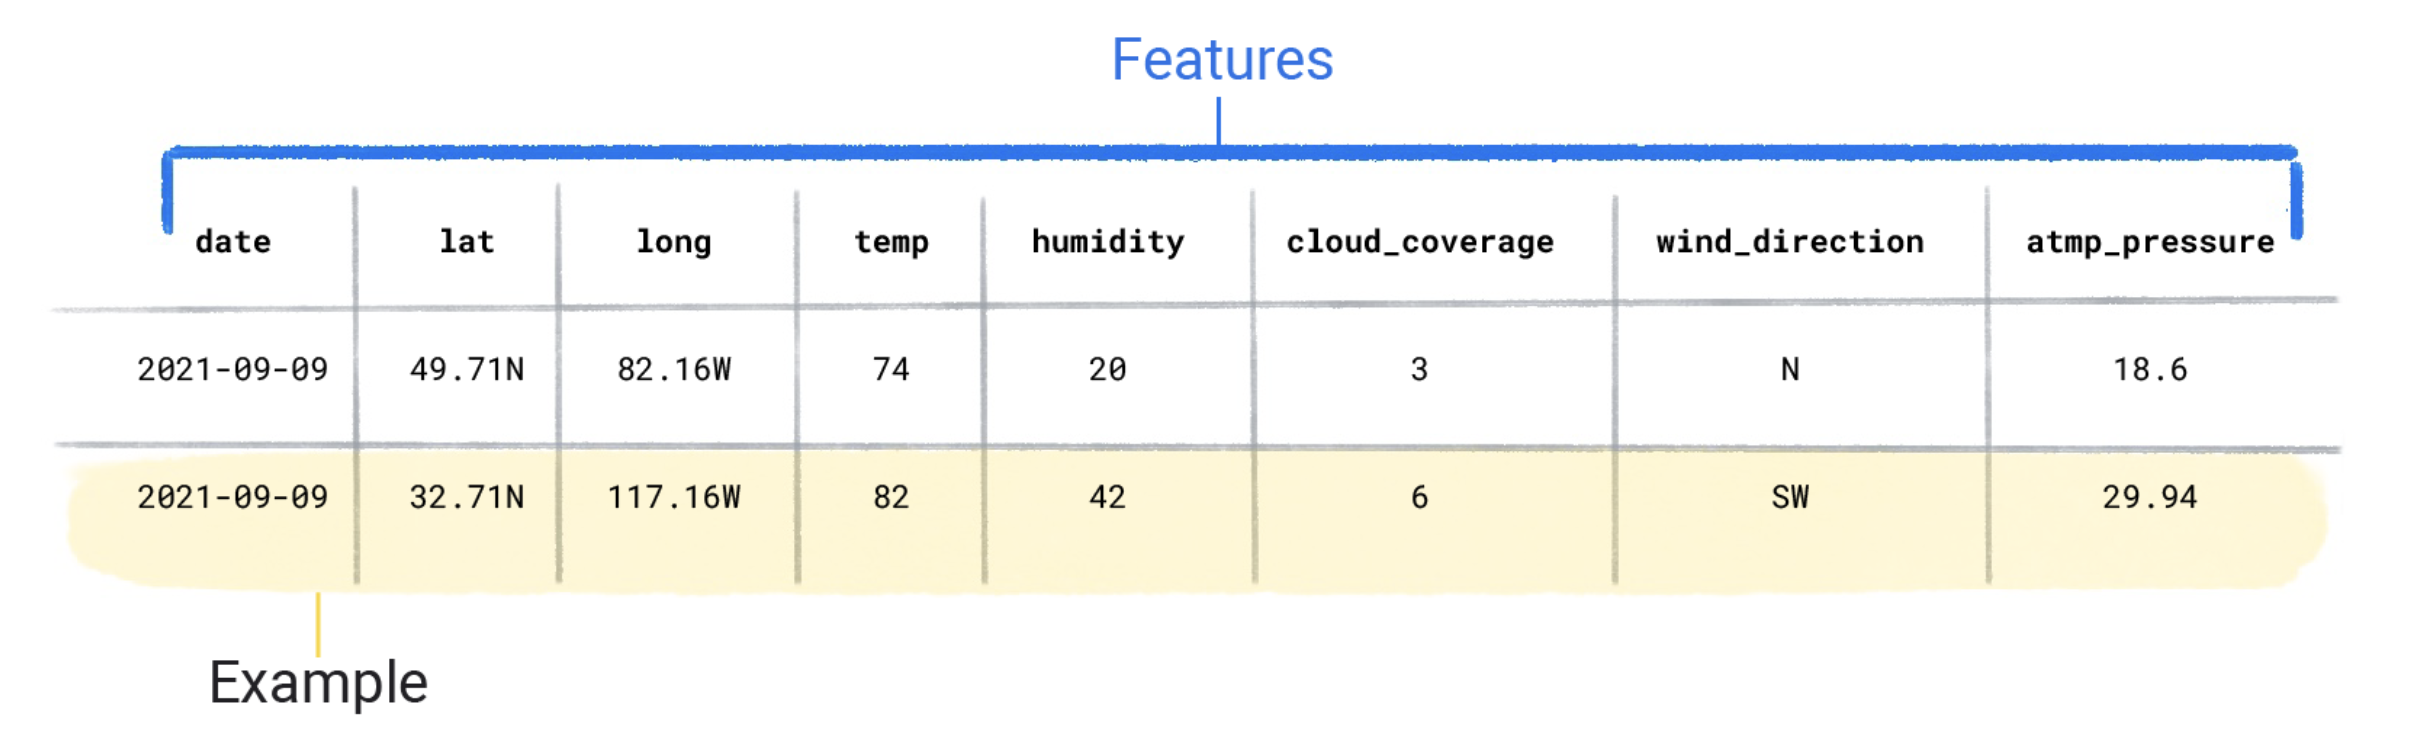 Features
date lat long temp humidity cloud_coverage wind_direction atmp_pressure
2021-09-09 49.71N 82.16W 74 20 3 N 18.6
2021-09-09 32.71N 117.16W 82 42 6 SW 29.94
Example